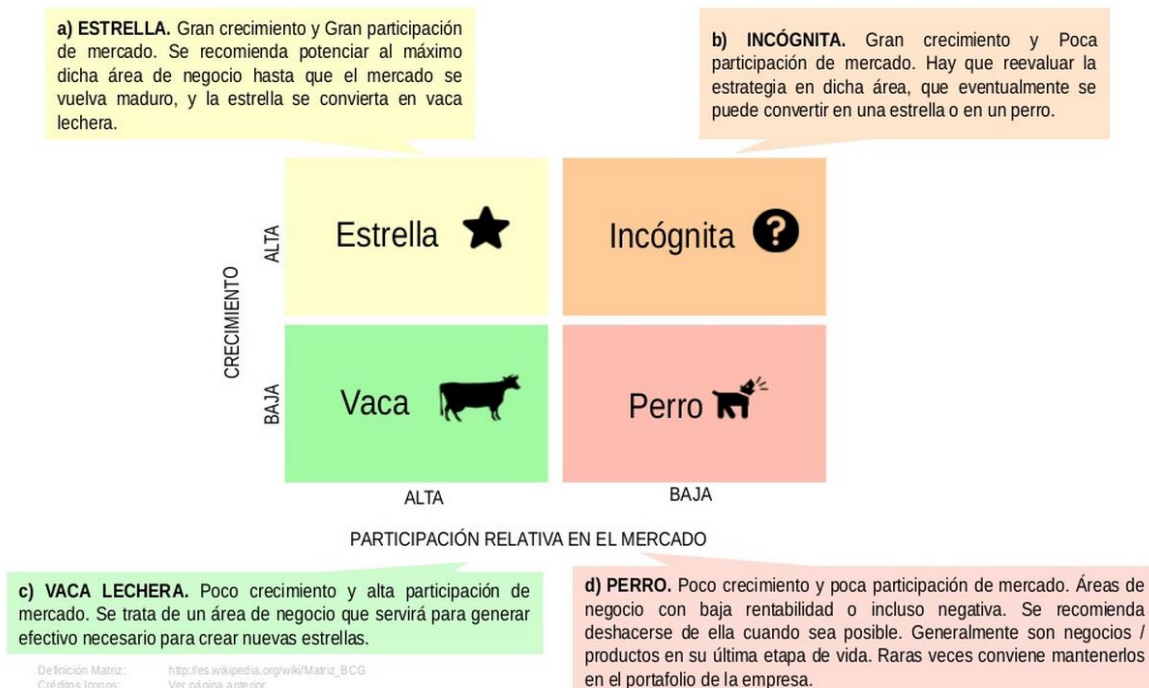 a) ESTRELLA. Gran crecimiento y Gran participación
de mercado. Se recomienda potenciar al máximo
dicha área de negocio hasta que el mercado se
vuelva maduro, y la estrella se convierta en vaca
lechera.
b) INCÓGNITA. Gran crecimiento y Poca
participación de mercado. Hay que reevaluar la
estrategia en dicha área, que eventualmente se
puede convertir en una estrella o en un perro.
CRECIMIENTO
ALTA
Estrella
Incógnita
?
BAJA
Vaca
Perro
ALTA
BAJA
PARTICIPACIÓN RELATIVA EN EL MERCADO
c) VACA LECHERA. Poco crecimiento y alta participación de
mercado. Se trata de un área de negocio que servirá para generar
efectivo necesario para crear nuevas estrellas.
d) PERRO. Poco crecimiento y poca participación de mercado. Áreas de
negocio con baja rentabilidad o incluso negativa. Se recomienda
deshacerse de ella cuando sea posible. Generalmente son negocios /
productos en su última etapa de vida. Raras veces conviene mantenerlos
en el portafolio de la empresa.
Definición Matriz: http://es.wikipedia.org/wiki/Matriz_BCG
Créditos Iconos: Ver página anterior